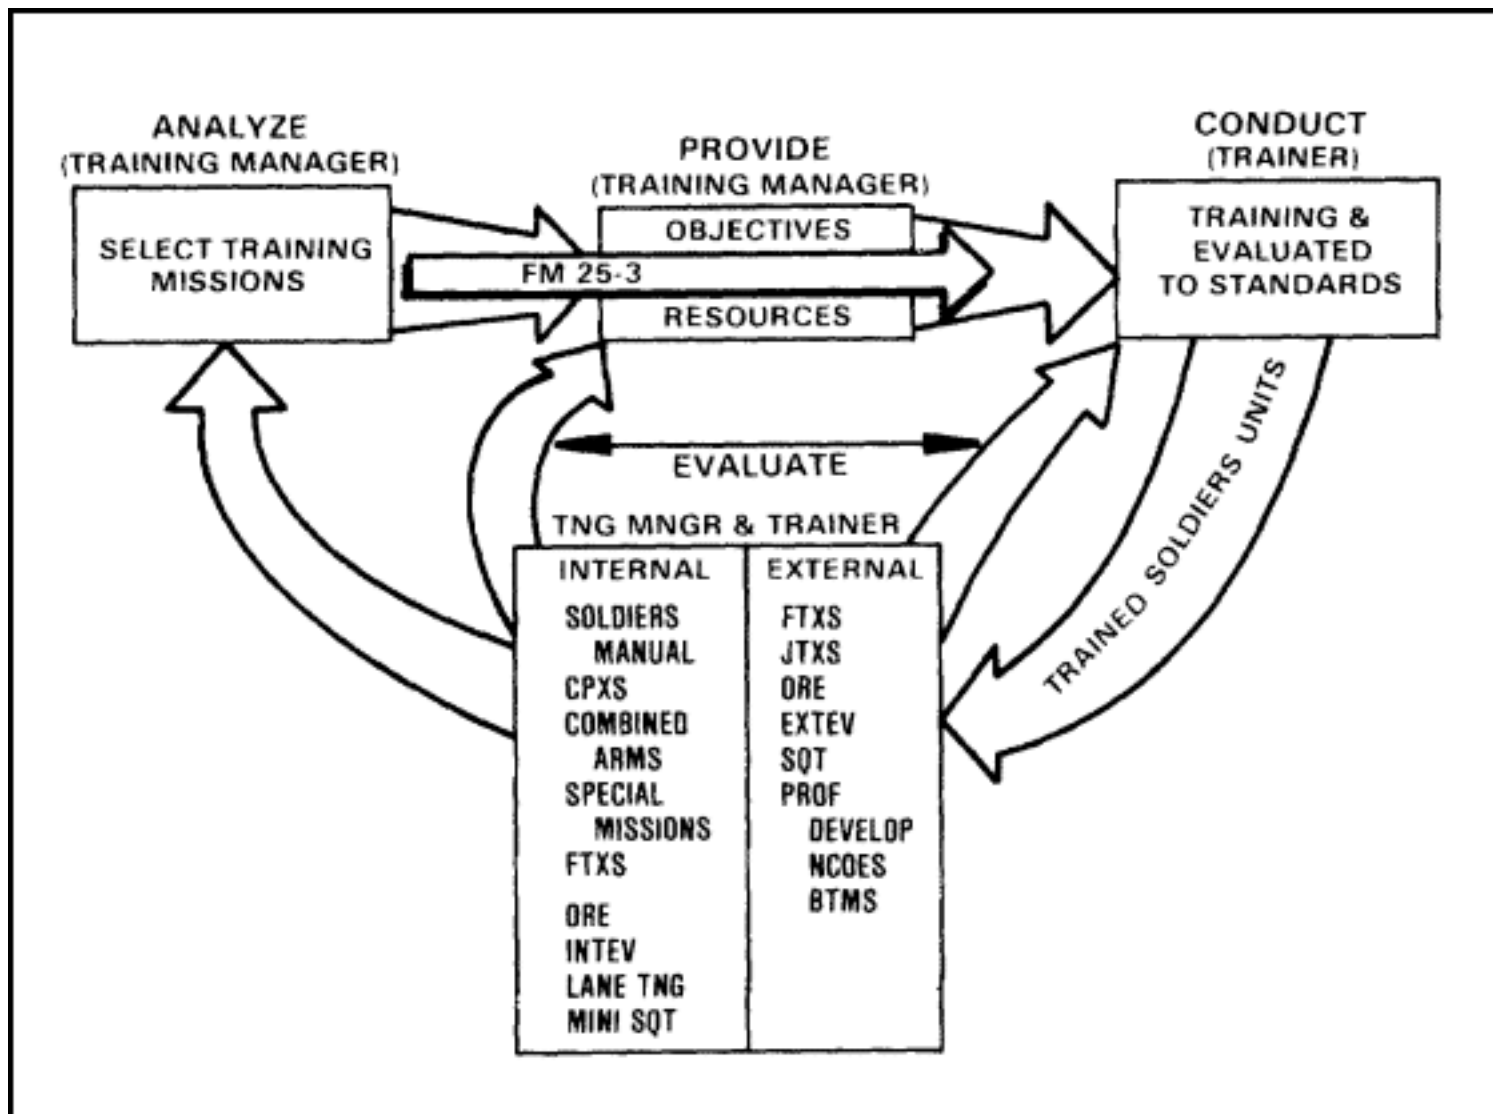 ANALYZE
(TRAINING MANAGER)
SELECT TRAINING
MISSIONS
PROVIDE
(TRAINING MANAGER)
OBJECTIVES
FM 25-3
RESOURCES
CONDUCT
(TRAINER)
TRAINING &
EVALUATED
TO STANDARDS
EVALUATE
TRAINED SOLDIERS UNITS
TNG MNGR & TRAINER
INTERNAL
SOLDIERS
MANUAL
CPXS
COMBINED
ARMS
SPECIAL
MISSIONS
FTXS
ORE
INTEV
LANE TNG
MINI SQT
EXTERNAL
FTXS
JTXS
ORE
EXTEV
SQT
PROF
DEVELOP
NCOES
BTMS